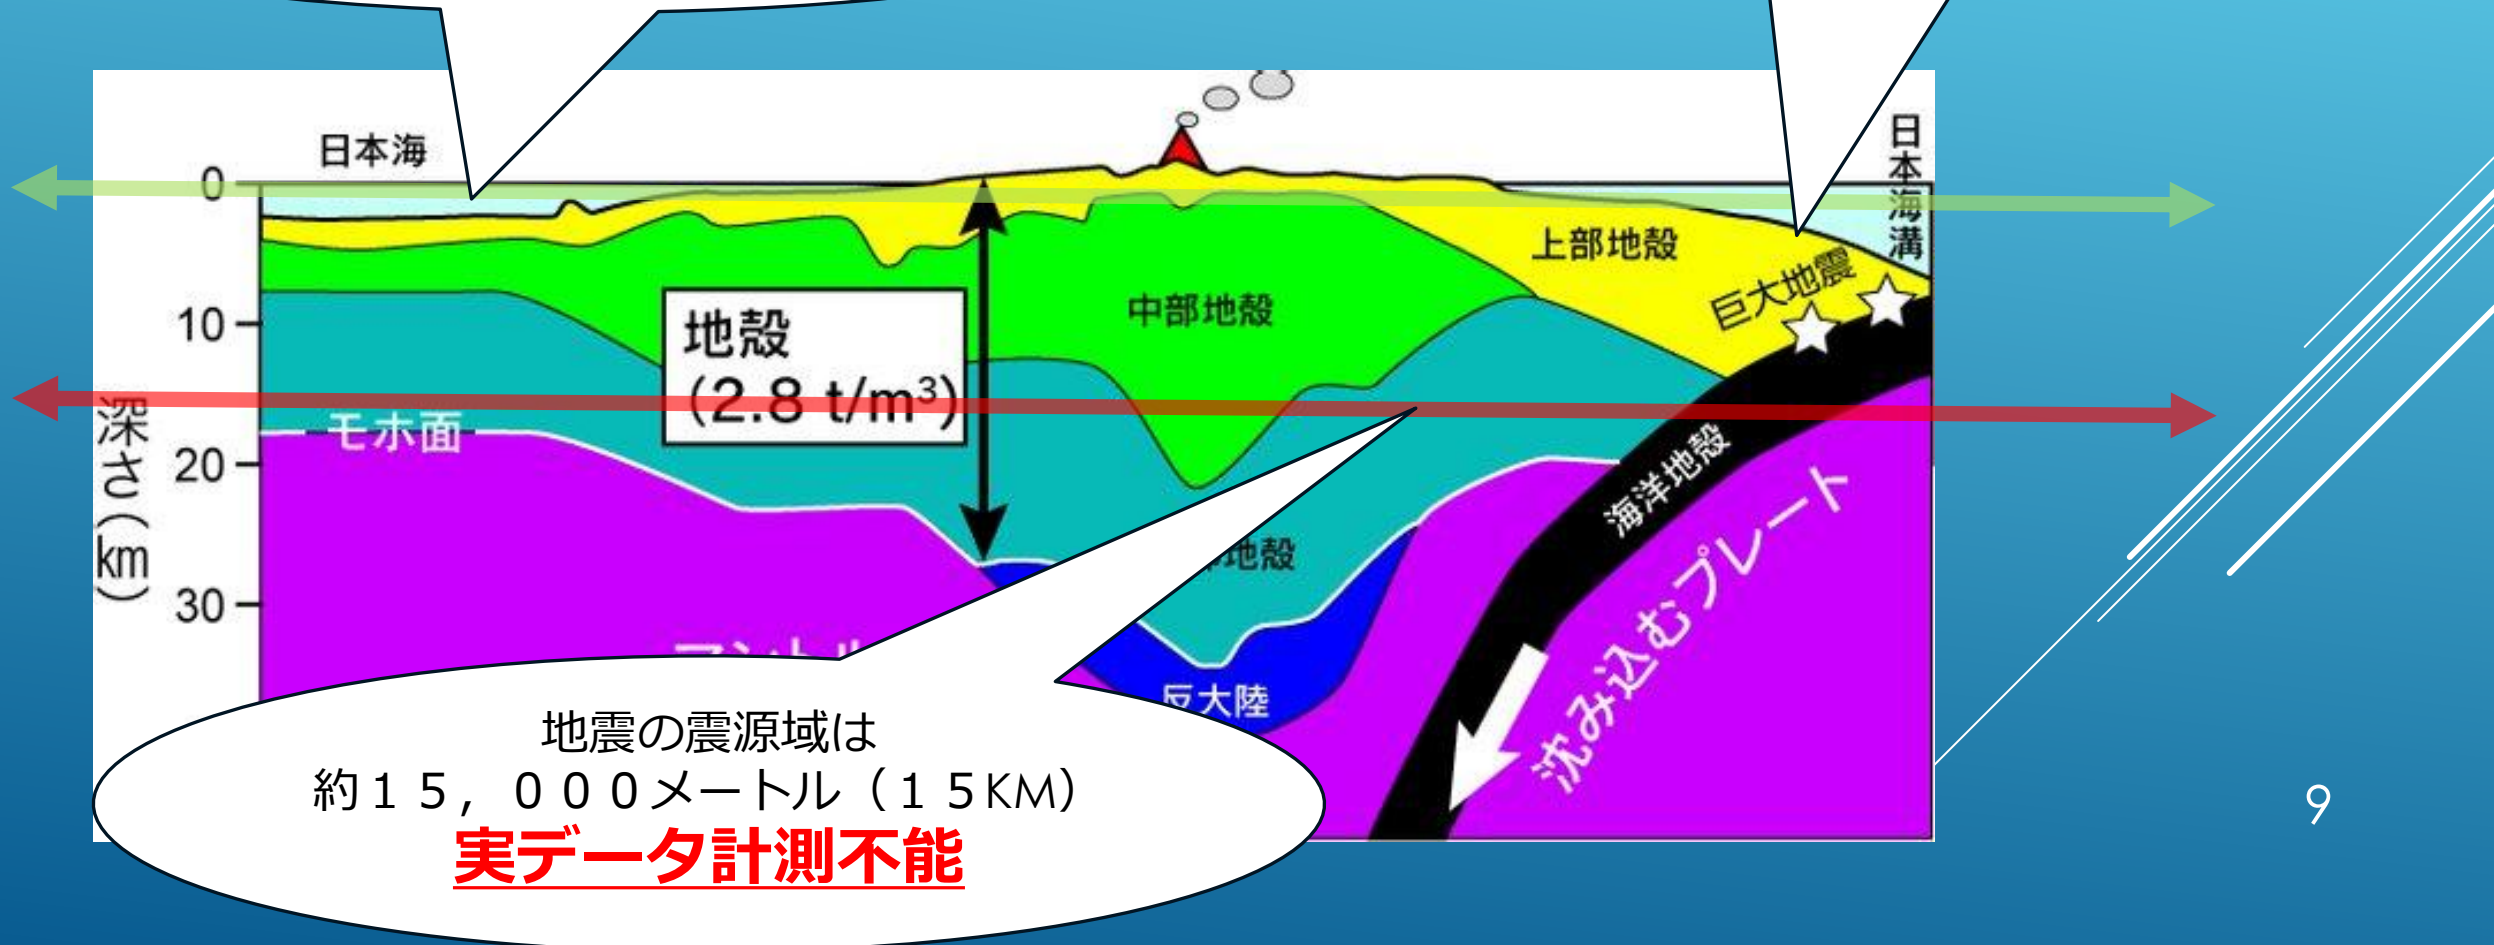 日本海
日本海溝
0
上部地殻
巨大地震
10
中部地殻
地殻
(2.8 t/m³)
深さ(km)
モホ面
20
海洋地殻
地殻
30
沈み込むプレート
大陸
地震の震源域は
約１５，０００メートル（１５KM）
実データ計測不能
9